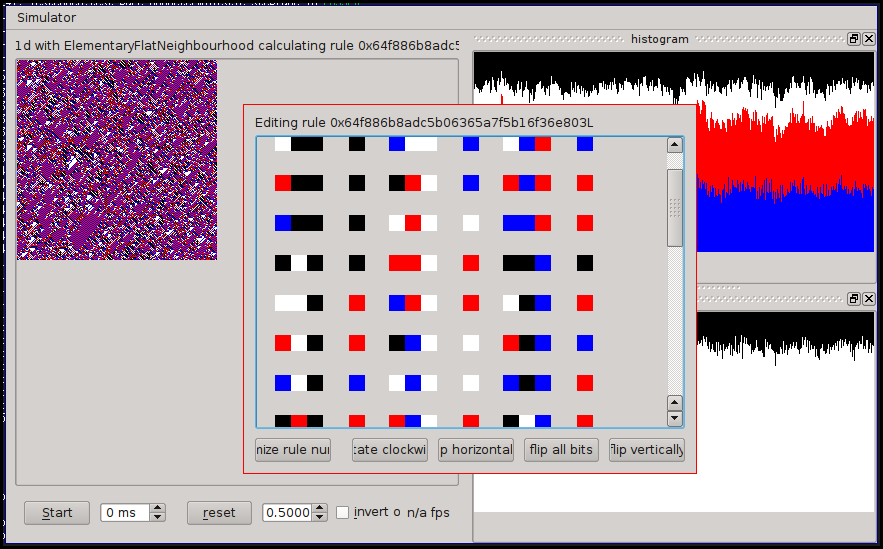 Simulator
1d with ElementaryFlatNeighbourhood calculating rule 0x64f886b8adc5
histogram
Editing rule 0x64f886b8adc5b06365a7f5b16f36e803L
nize rule nur
tate clockwi
p horizontal
flip all bits
flip vertically
Start
0 ms
reset
0.5000
invert o
n/a fps